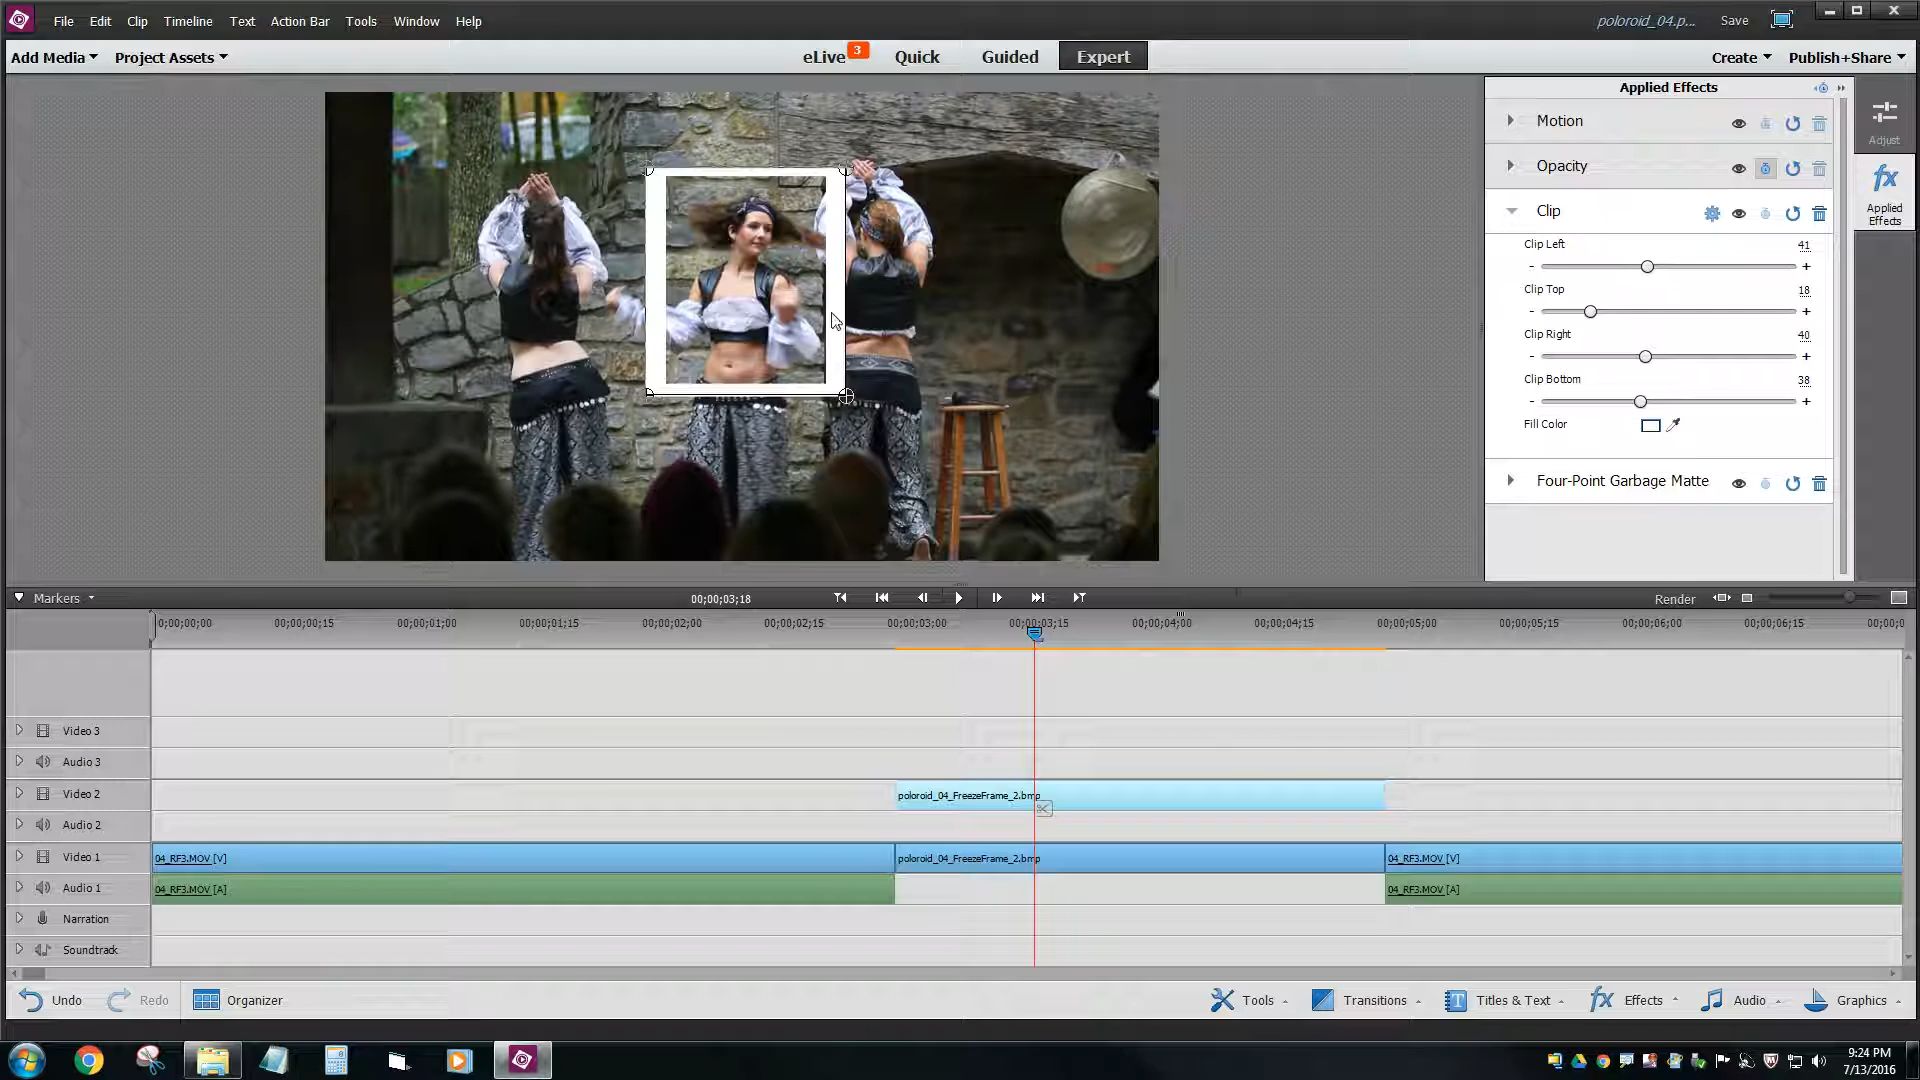 File Edit Clip Timeline Text Action Bar Tools Window Help
poloroid_04.p... Save
Add Media Project Assets
eLive 3 Quick Guided Expert
Create Publish+Share
Applied Effects
Motion
Adjust
Opacity
Applied
Effects
Clip
Clip Left 41
- +
Clip Top 18
- +
Clip Right 40
- +
Clip Bottom 38
- +
Fill Color
Four-Point Garbage Matte
Markers
00;00;03;18
Render
0;00;00;00 00;00;00;15 00;00;01;00 00;00;01;15 00;00;02;00 00;00;02;15 00;00;03;00 00;00;03;15 00;00;04;00 00;00;04;15 00;00;05;00 00;00;05;15 00;00;06;00 00;00;06;15 00;00;0
Video 3
Audio 3
Video 2 poloroid_04_FreezeFrame_2.bmp
Audio 2
Video 1 04_RF3.MOV [V] poloroid_04_FreezeFrame_2.bmp 04_RF3.MOV [V]
Audio 1 04_RF3.MOV [A] 04_RF3.MOV [A]
Narration
Soundtrack
Undo Redo Organizer Tools Transitions Titles & Text Effects Audio Graphics
9:24 PM
7/13/2016